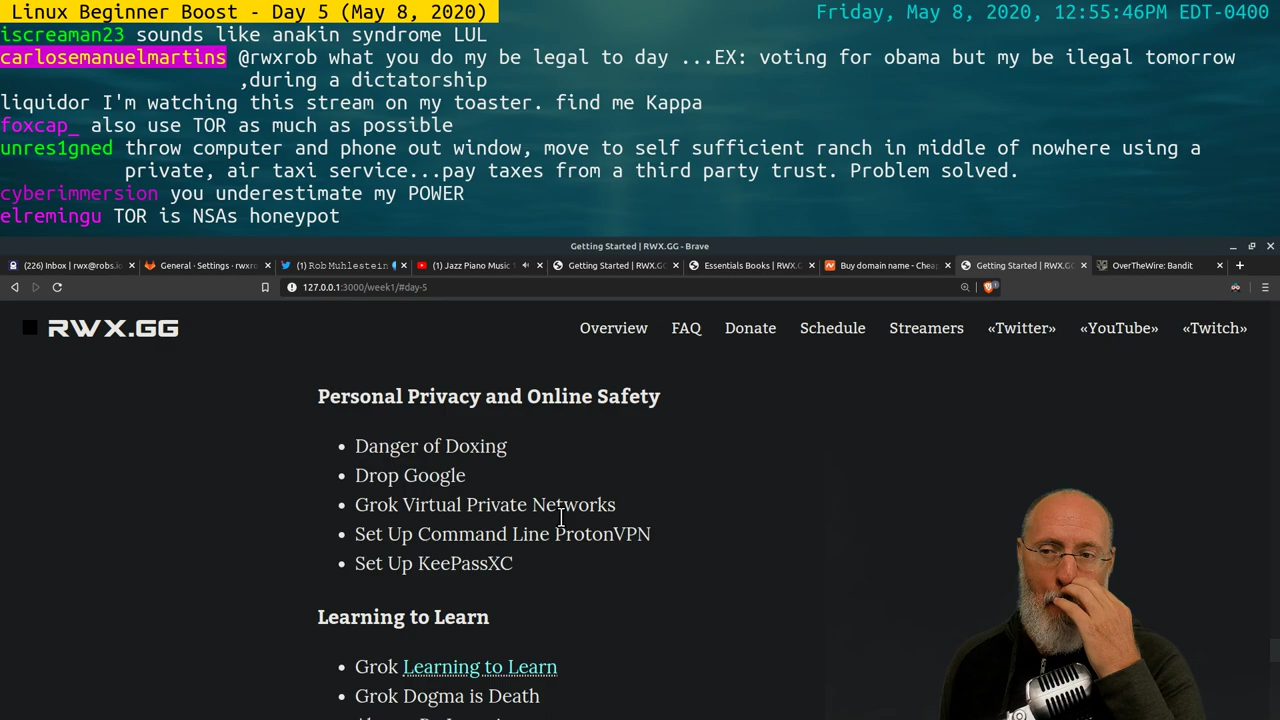 Linux Beginner Boost - Day 5 (May 8, 2020)
Friday, May 8, 2020, 12:55:46PM EDT-0400
iscreaman23 sounds like anakin syndrome LUL
carlosemanuelmartins @rwxrob what you do my be legal to day ...EX: voting for obama but my be ilegal tomorrow
,during a dictatorship
liquidor I'm watching this stream on my toaster. find me Kappa
foxcap_ also use TOR as much as possible
unres1gned throw computer and phone out window, move to self sufficient ranch in middle of nowhere using a
private, air taxi service...pay taxes from a third party trust. Problem solved.
cyberimmersion you underestimate my POWER
elremingu TOR is NSAs honeypot
Getting Started | RWX.GG - Brave
(226) Inbox | rwx@robs.
General · Settings · rwxro
(1) Rob Muhlestein
(1) Jazz Piano Music
Getting Started | RWX.G
Essentials Books | RWX.G
Buy domain name - Cheap
Getting Started | RWX.G
OverTheWire: Bandit
127.0.0.1:3000/week1/#day-5
RWX.GG
Overview FAQ Donate Schedule Streamers «Twitter» «YouTube» «Twitch»
Personal Privacy and Online Safety
• Danger of Doxing
• Drop Google
• Grok Virtual Private Networks
• Set Up Command Line ProtonVPN
• Set Up KeePassXC
Learning to Learn
• Grok Learning to Learn
• Grok Dogma is Death